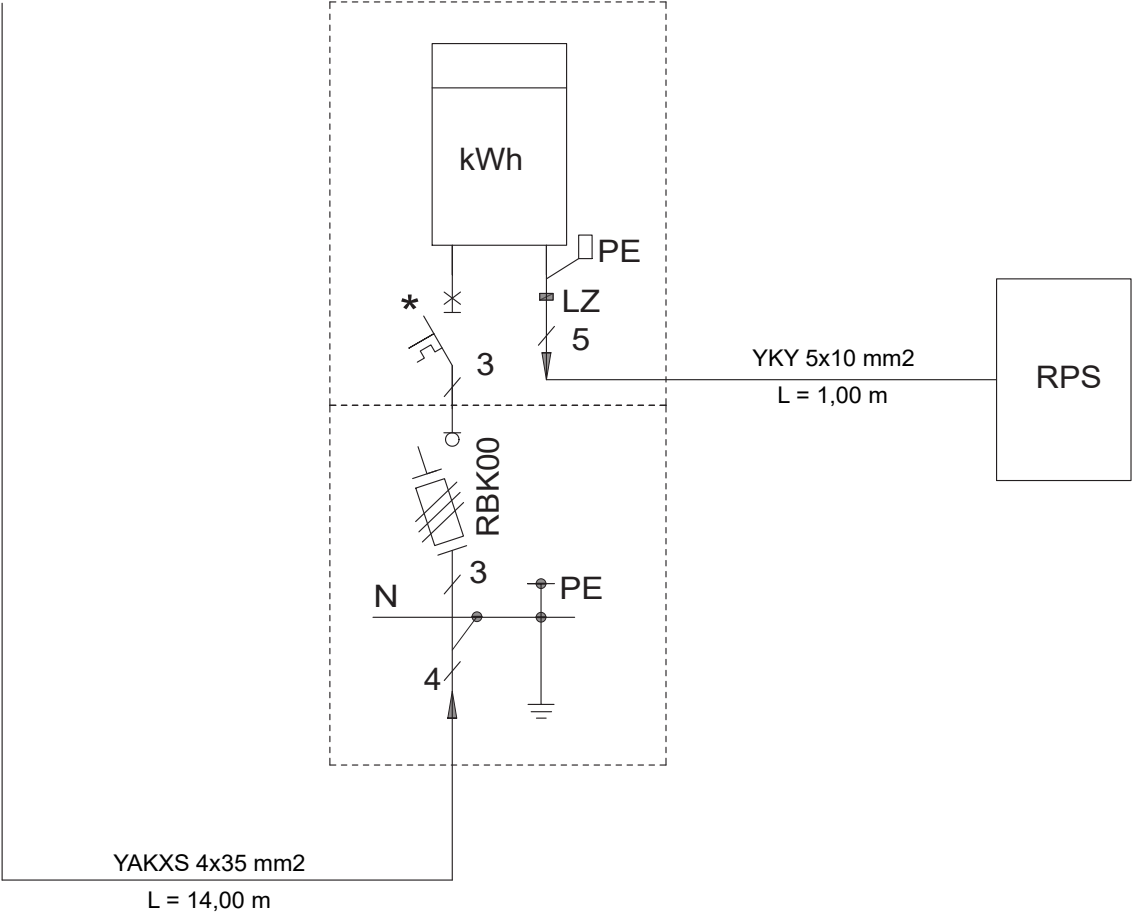 kWh
PE
*
LZ
5
3
YKY 5x10 mm2
L = 1,00 m
RPS
RBK00
3
N
PE
4
YAKXS 4x35 mm2
L = 14,00 m